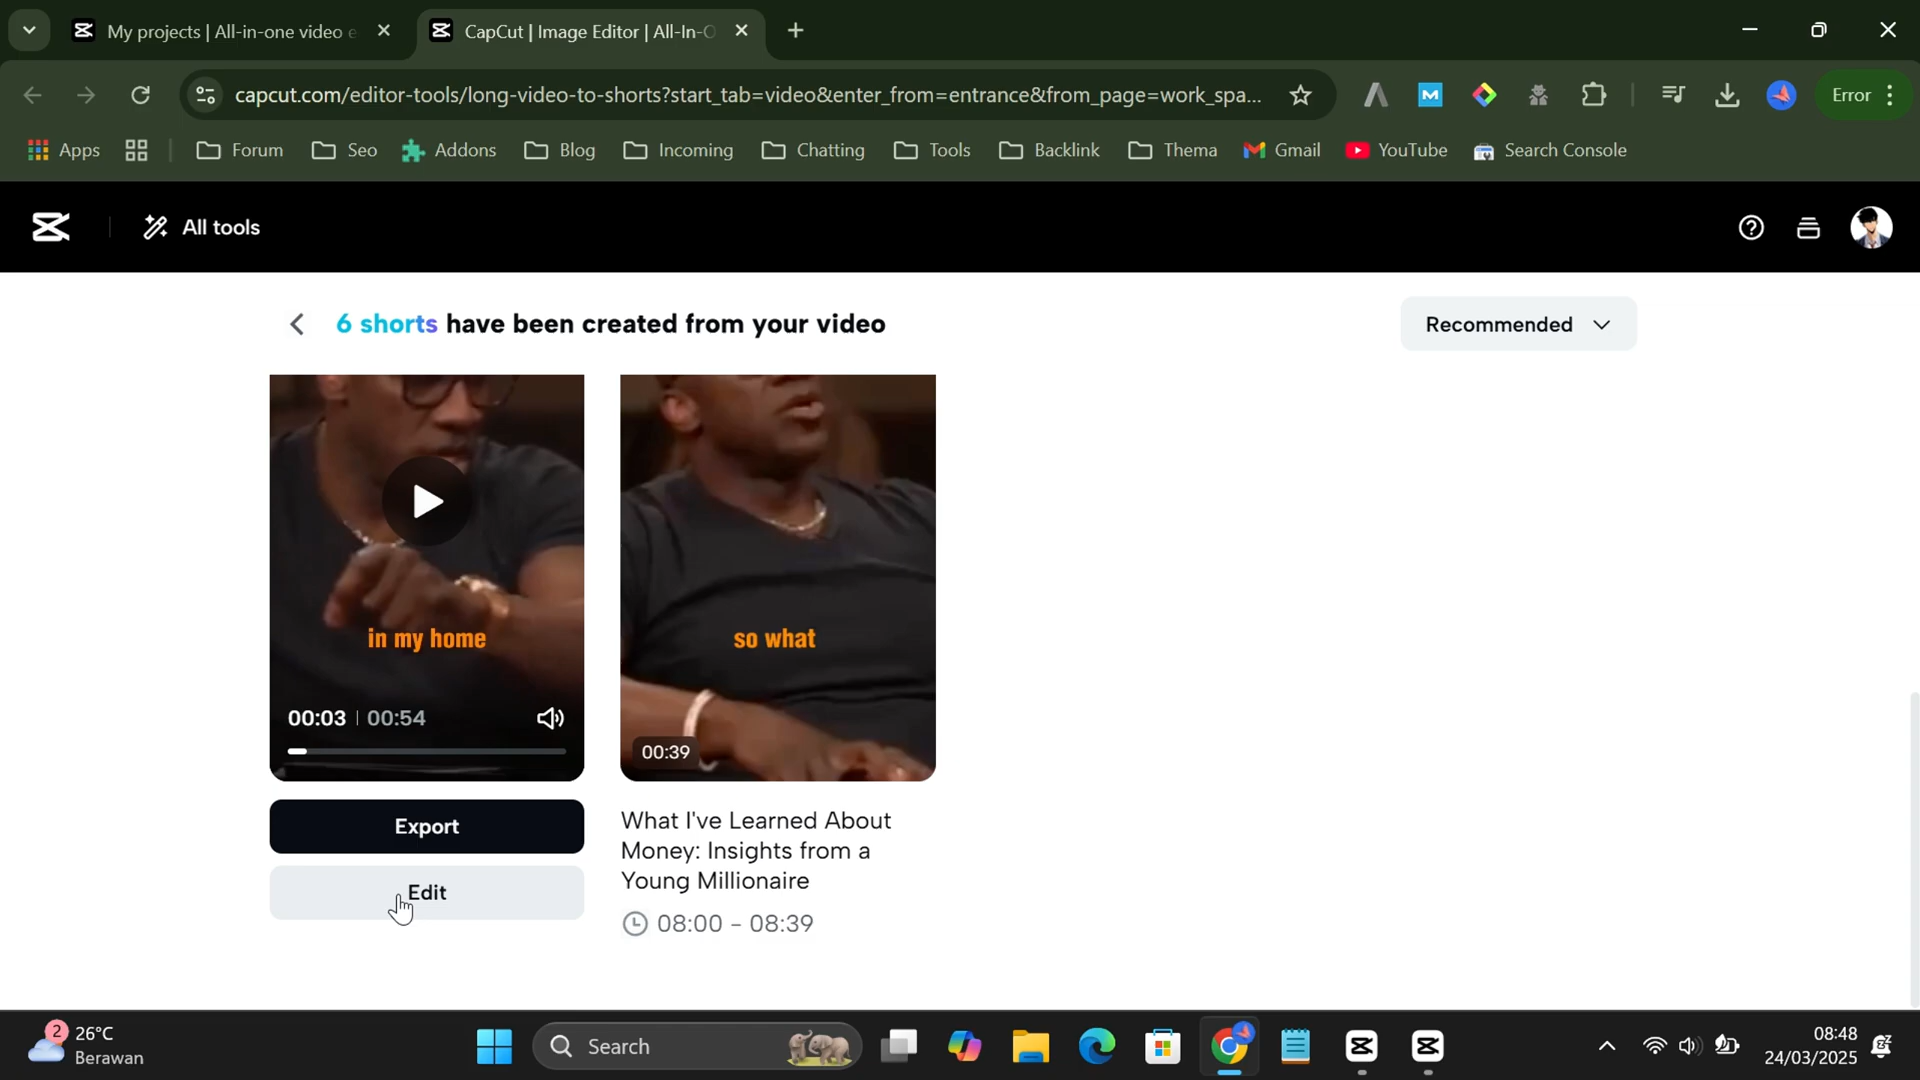 My projects | All-in-one video e
CapCut | Image Editor | All-In-O
capcut.com/editor-tools/long-video-to-shorts?start_tab=video&enter_from=entrance&from_page=work_spa...
Error
Apps
Forum
Seo
Addons
Blog
Incoming
Chatting
Tools
Backlink
Thema
Gmail
YouTube
Search Console
All tools
6 shorts have been created from your video
Recommended
in my home
00:03 | 00:54
Export
Edit
so what
00:39
What I've Learned About
Money: Insights from a
Young Millionaire
08:00 - 08:39
2
26°C
Berawan
Search
08:48
24/03/2025